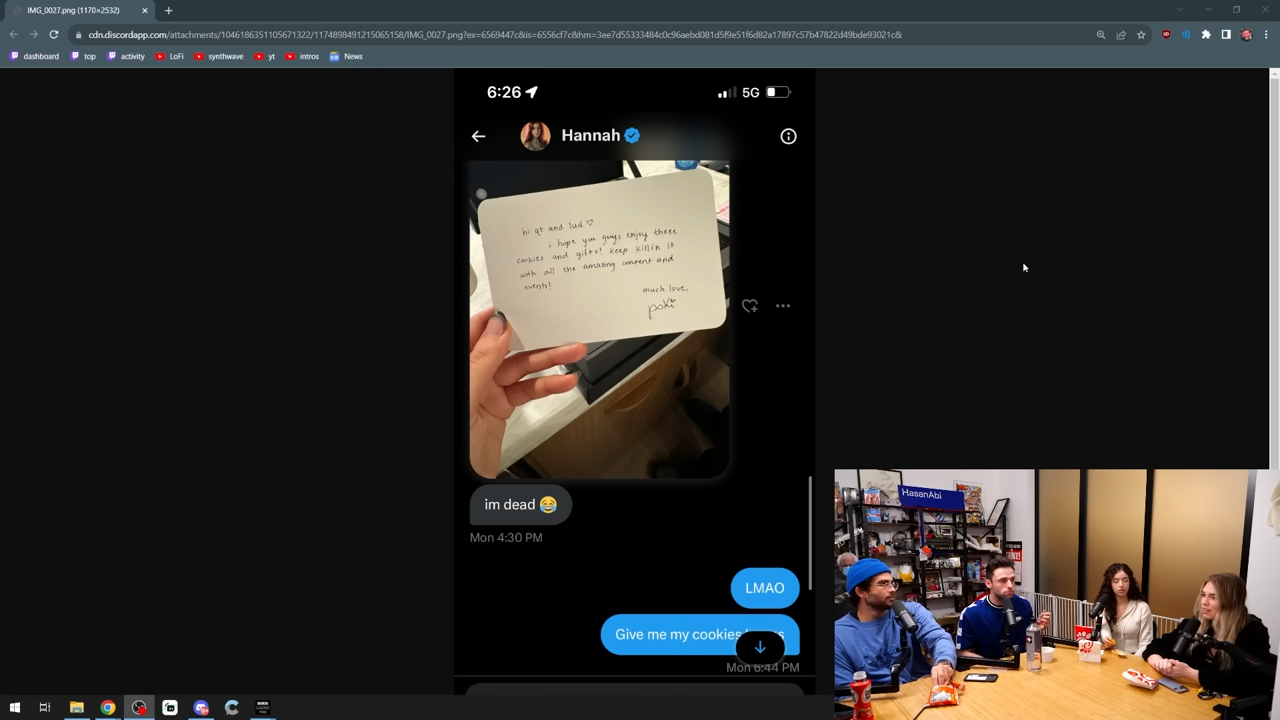 IMG_0027.png (1170×2532)
cdn.discordapp.com/attachments/1046186351105671322/1174898491215065158/IMG_0027.png?ex=6569447c&is=6556cf7c&hm=3ee7d55333484c0c96aebd081d5f9e51f6d82a17897c57b47822d49bde93021c&
dashboard top activity LoFi synthwave yt intros News
6:26 5G
Hannah
hi qt and lud ♡
i hope you guys enjoy these
cookies and gifts! keep killin it
with all the amazing content and
events!
much love,
poki
im dead 😂
Mon 4:30 PM
LMAO
Give me my cookies
Mon 6:44 PM
HasanAbi